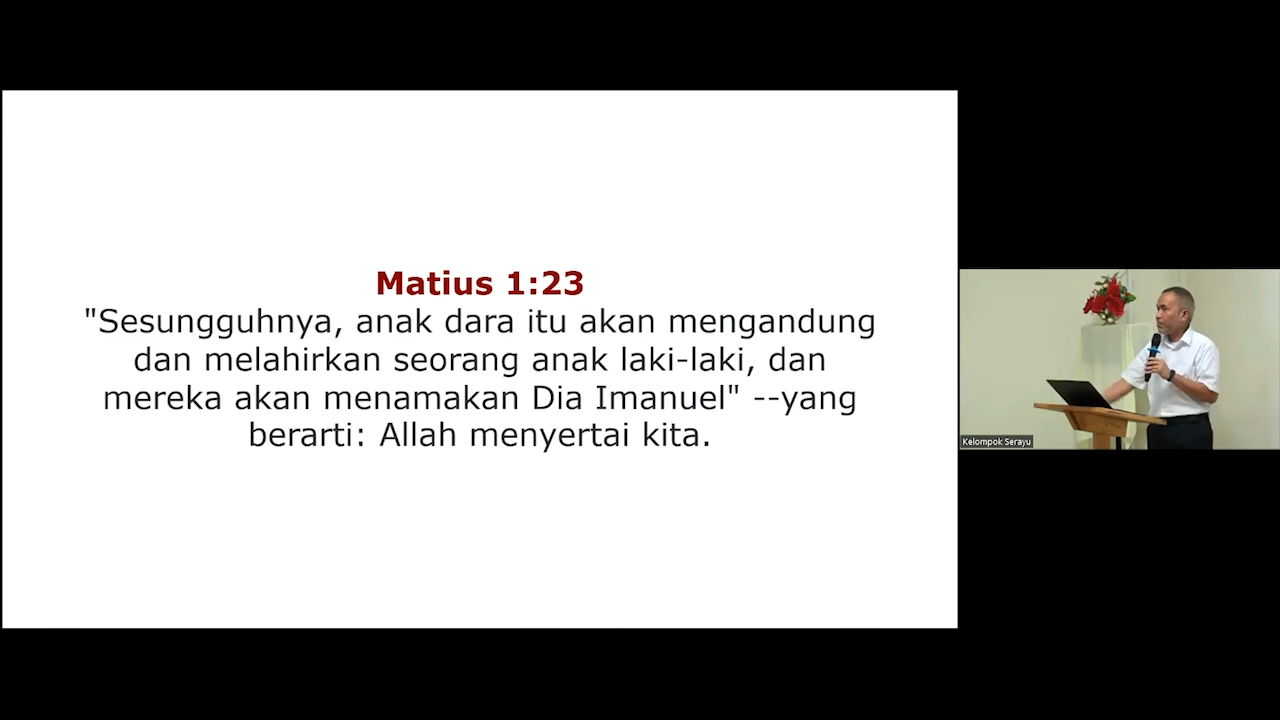 Matius 1:23
"Sesungguhnya, anak dara itu akan mengandung
dan melahirkan seorang anak laki-laki, dan
mereka akan menamakan Dia Imanuel" --yang
berarti: Allah menyertai kita.
Kelompok Serayu